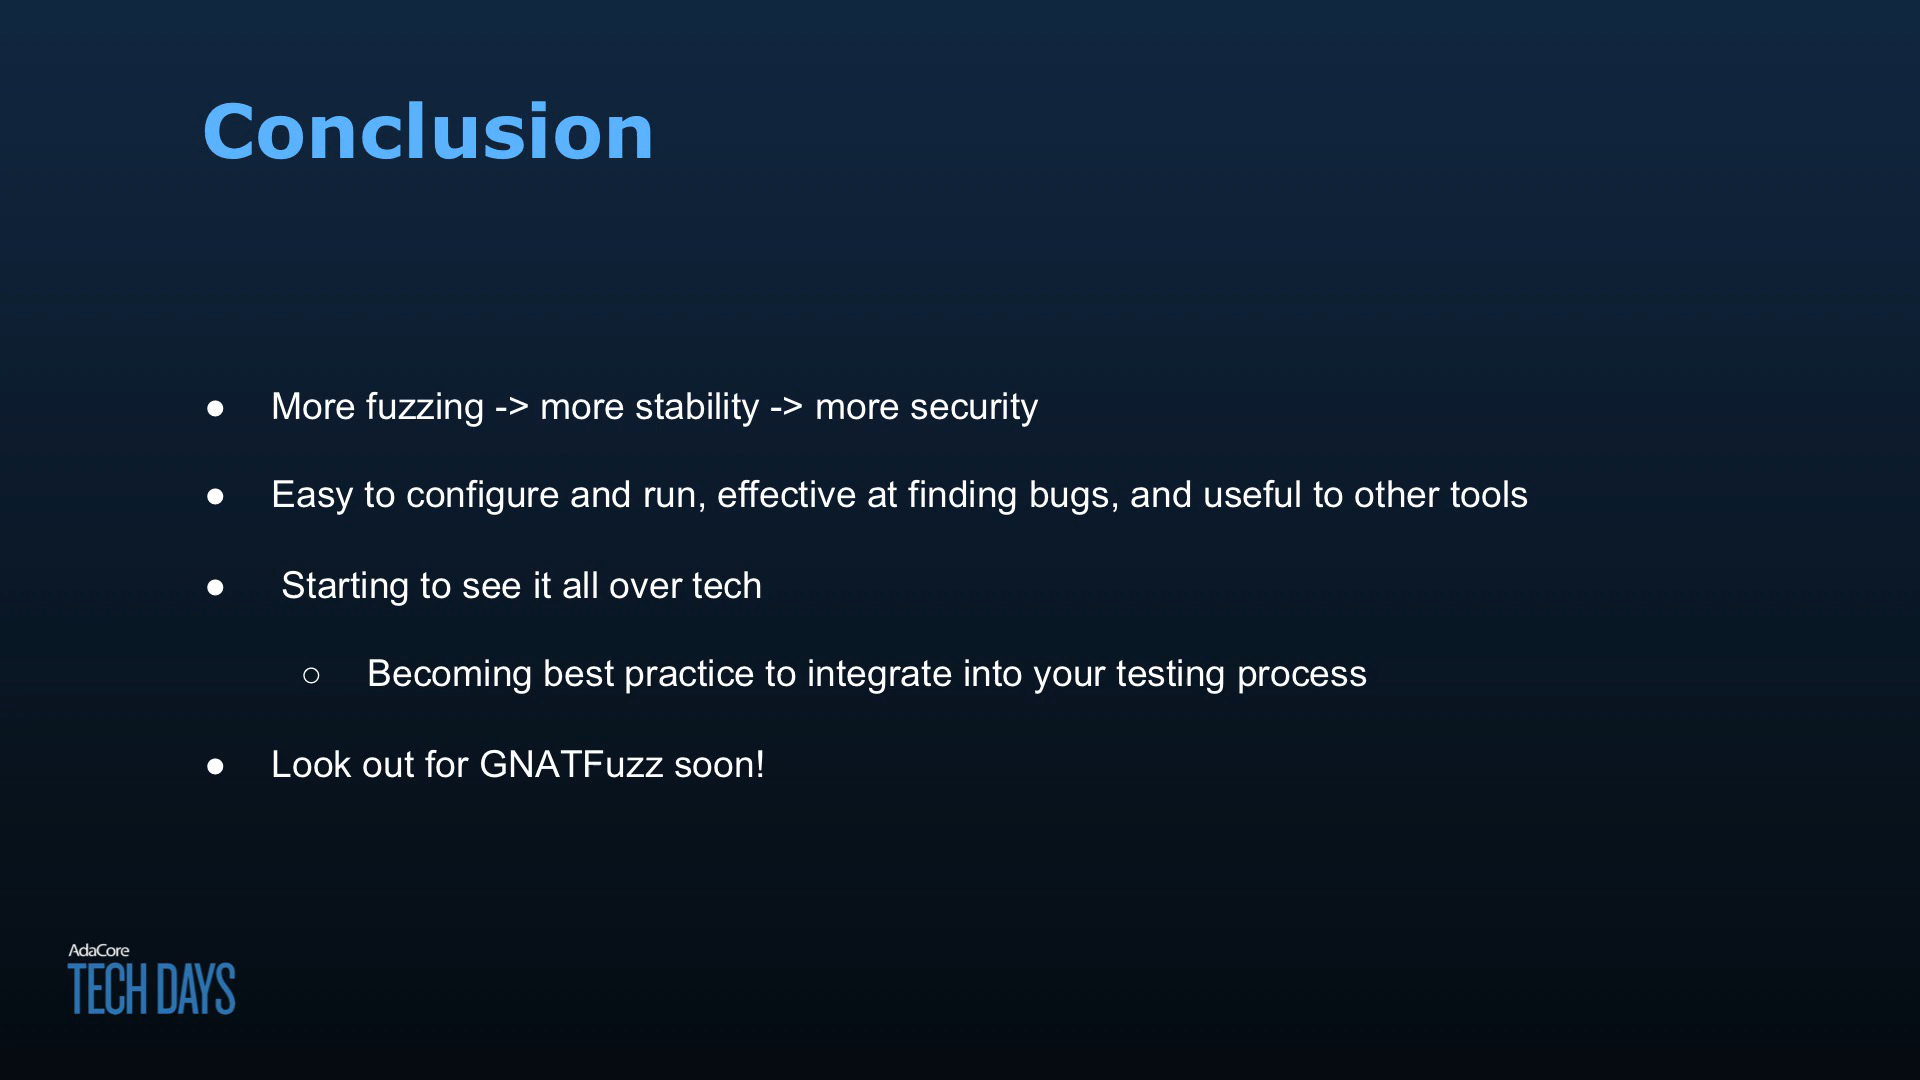 Conclusion
● More fuzzing -> more stability -> more security
● Easy to configure and run, effective at finding bugs, and useful to other tools
● Starting to see it all over tech
○ Becoming best practice to integrate into your testing process
● Look out for GNATFuzz soon!
AdaCore
TECH DAYS